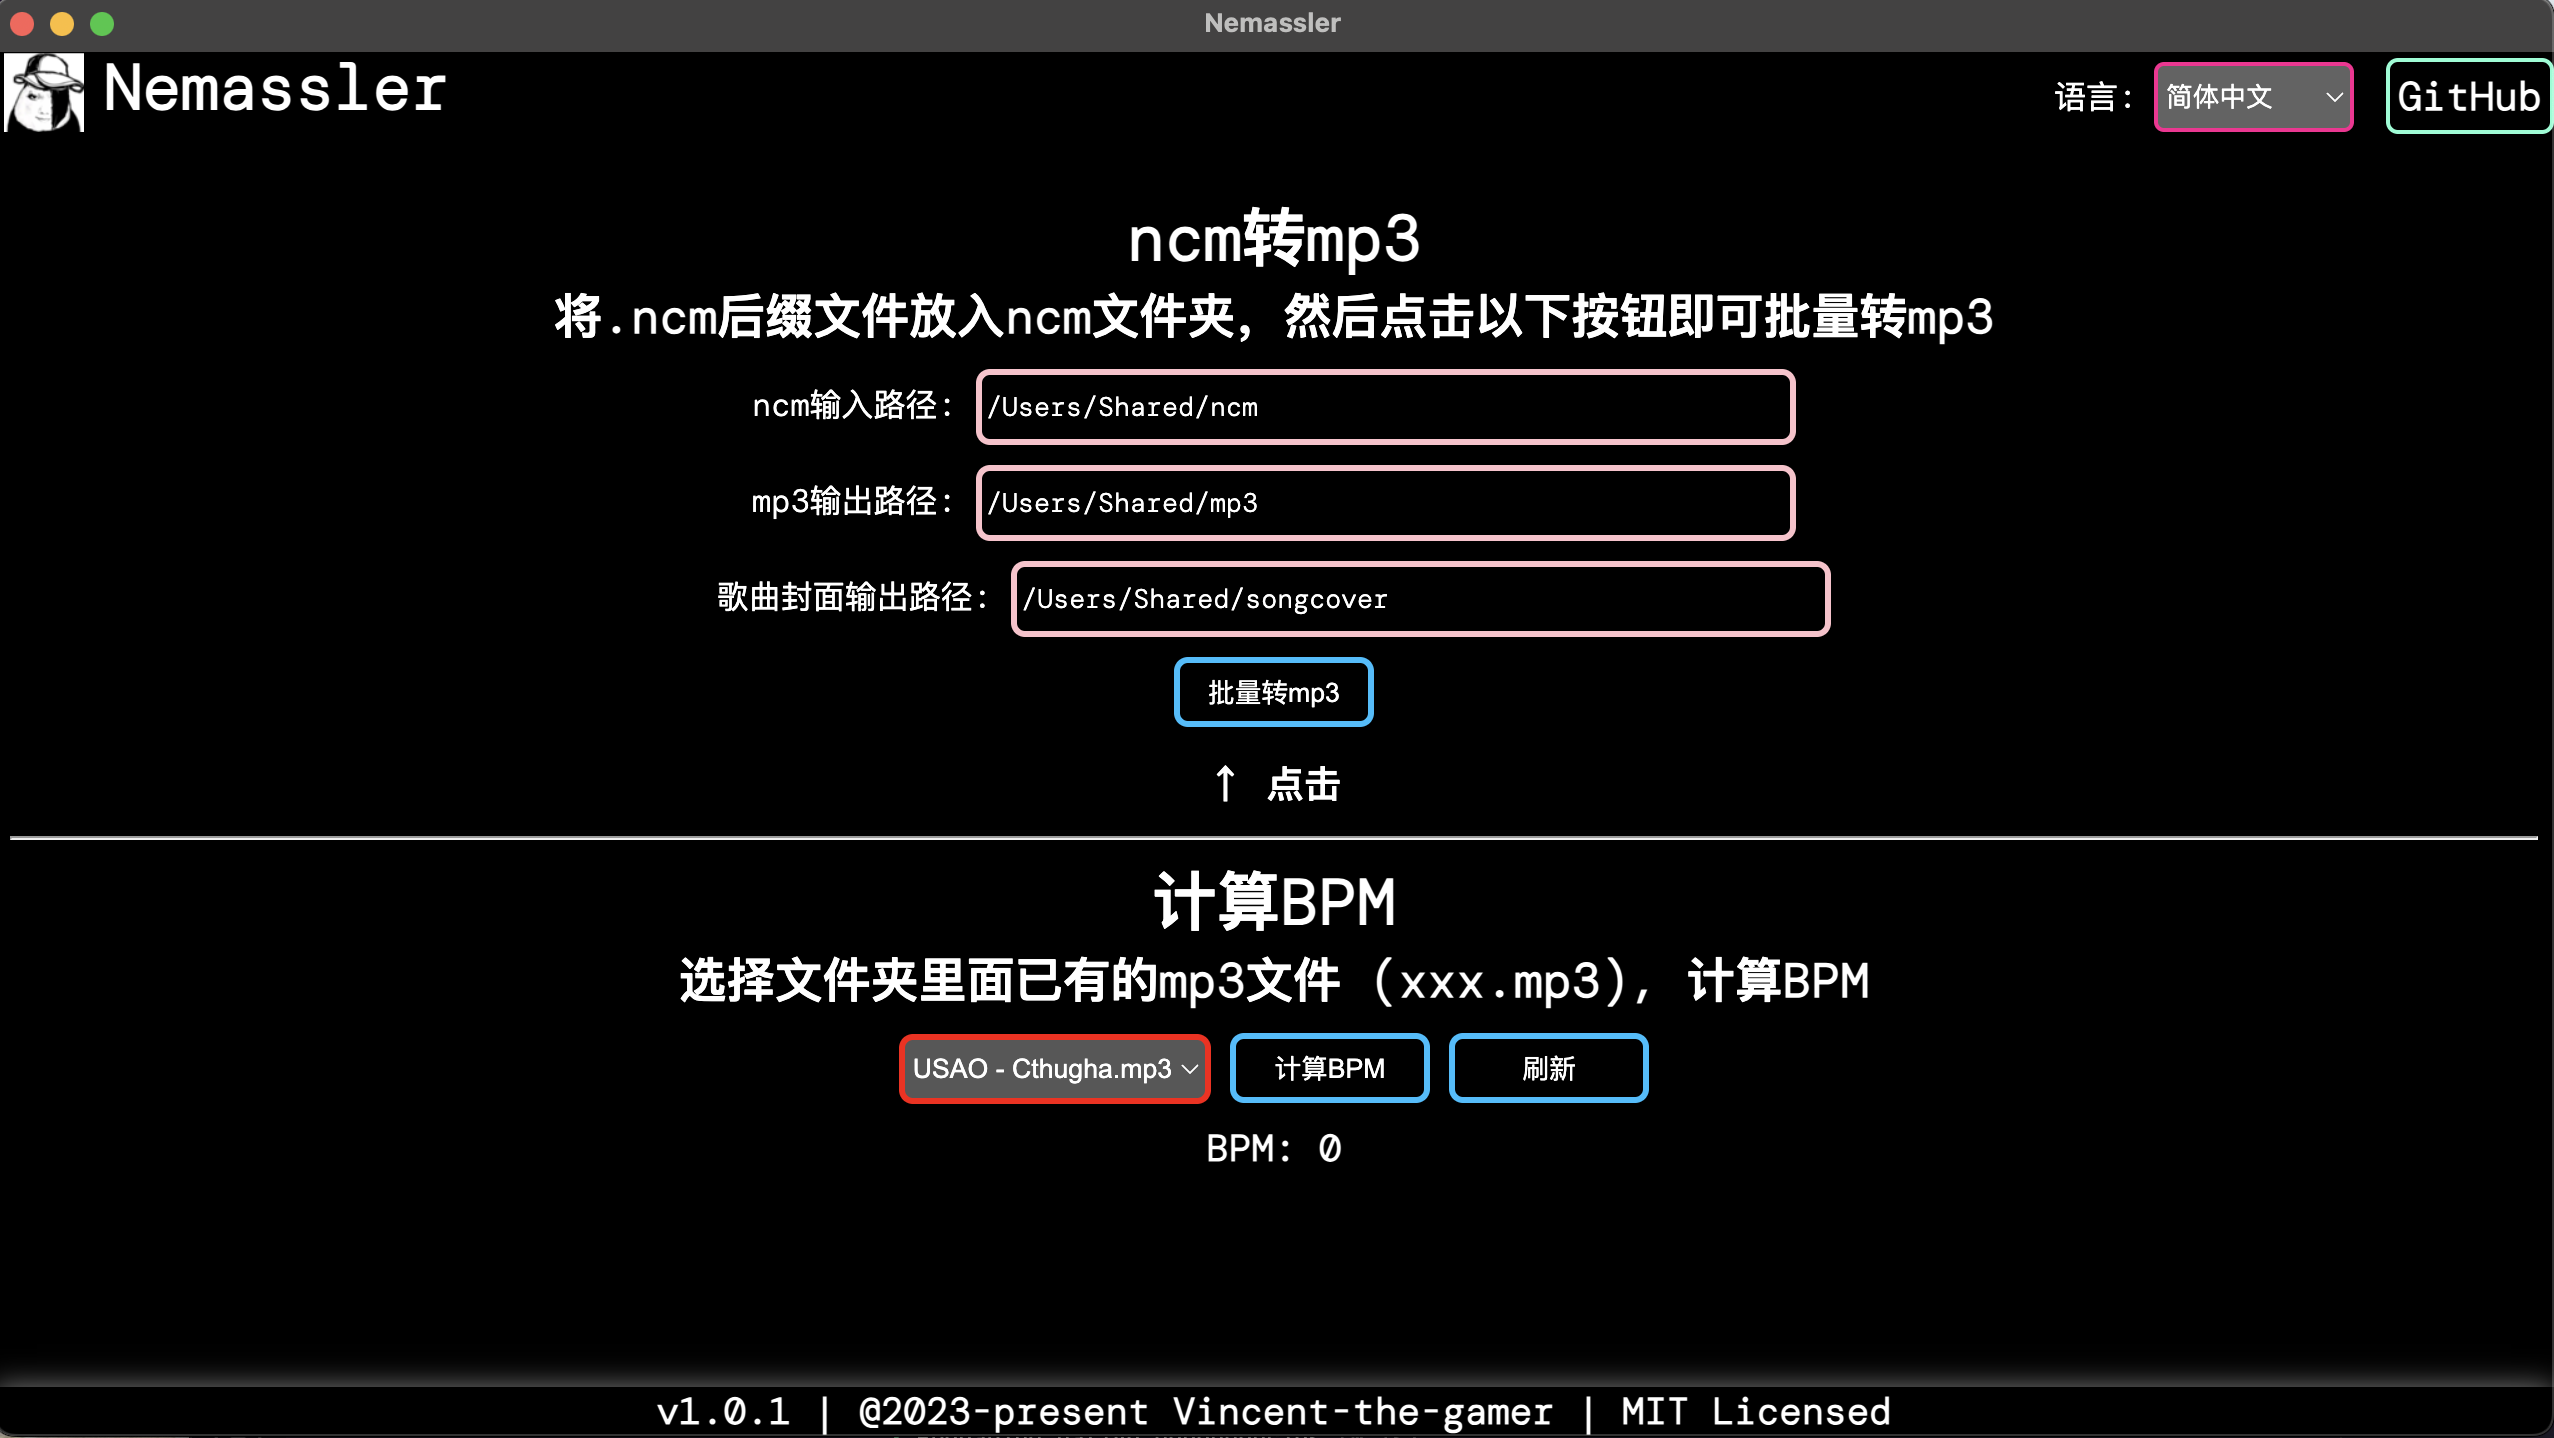 Nemassler
Nemassler
语言：
简体中文
GitHub
ncm转mp3
将.ncm后缀文件放入ncm文件夹，然后点击以下按钮即可批量转mp3
ncm输入路径：
/Users/Shared/ncm
mp3输出路径：
/Users/Shared/mp3
歌曲封面输出路径：
/Users/Shared/songcover
批量转mp3
↑ 点击
计算BPM
选择文件夹里面已有的mp3文件（xxx.mp3），计算BPM
USAO - Cthugha.mp3
计算BPM
刷新
BPM: 0
v1.0.1 | @2023-present Vincent-the-gamer | MIT Licensed